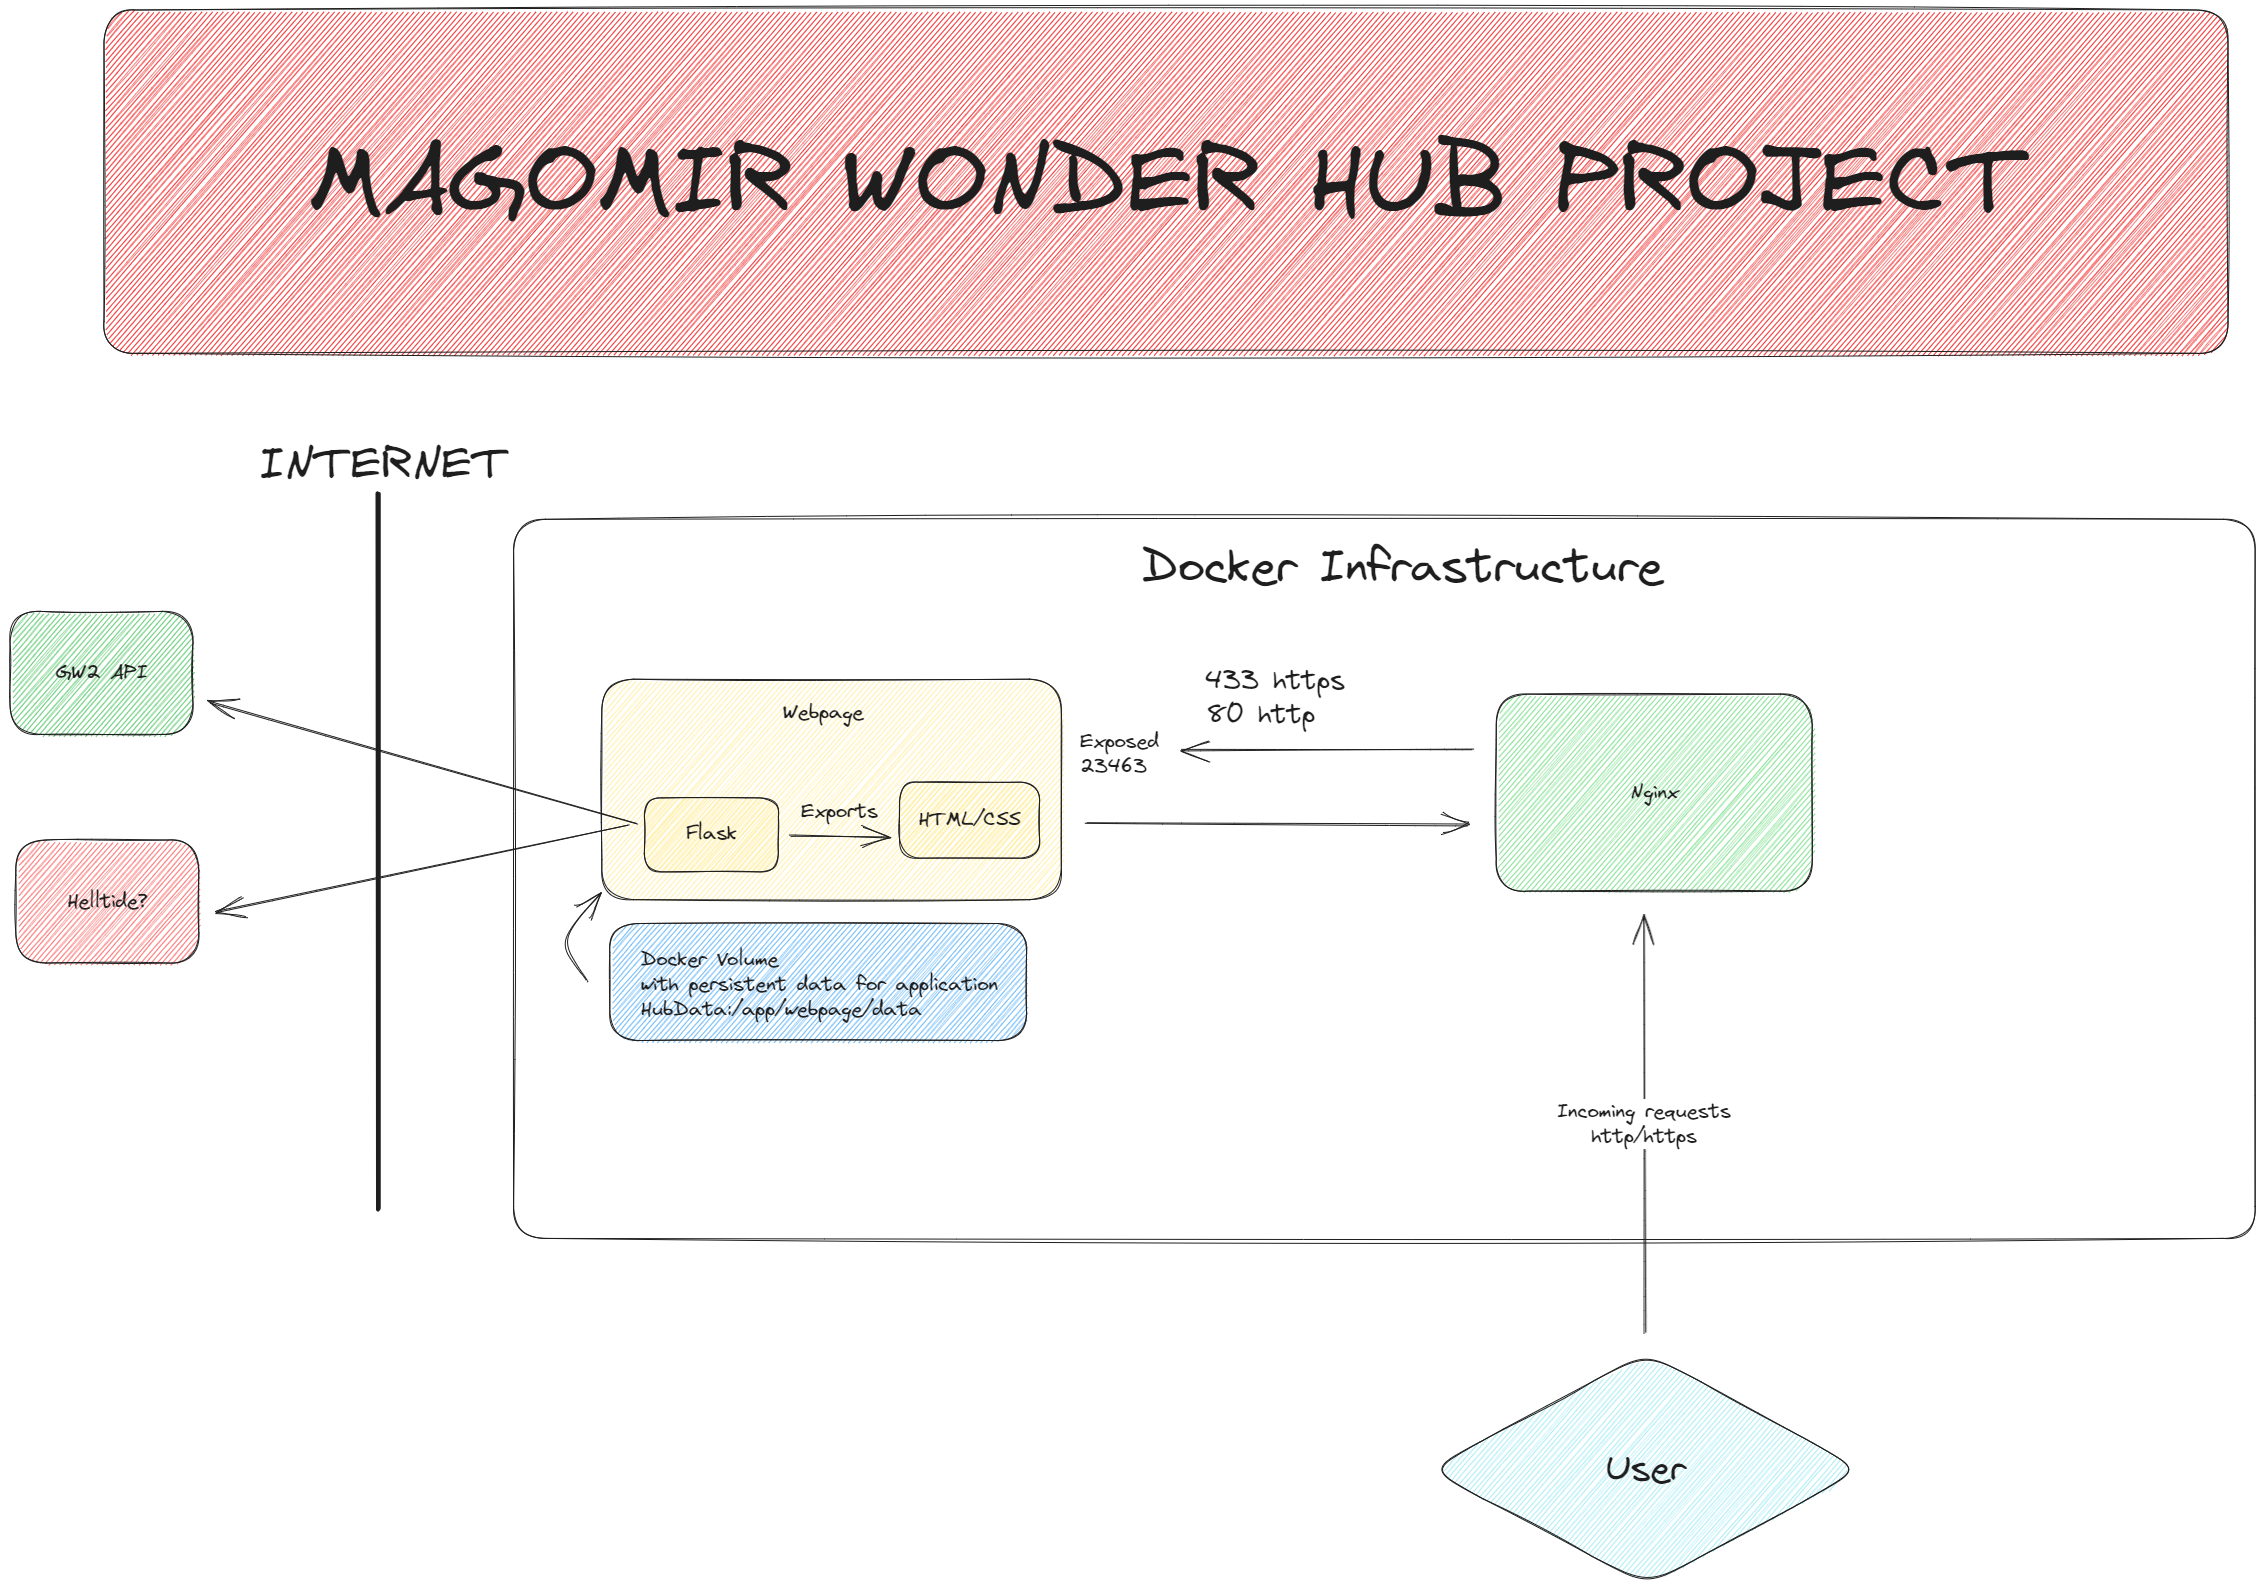 MAGOMIR WONDER HUB PROJECT
INTERNET
Docker Infrastructure
GW2 API
Helltide?
Webpage
Flask
Exports
HTML/CSS
433 https
80 http
Exposed
23463
Nginx
Docker Volume
with persistent data for application
HubData:/app/webpage/data
Incoming requests
http/https
User